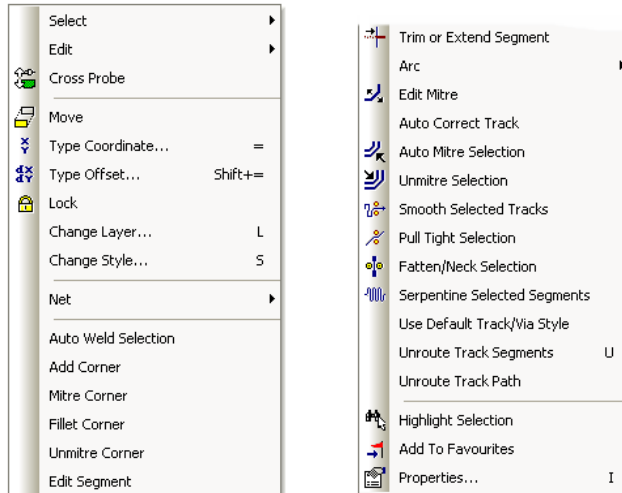 Select
Edit
Cross Probe
Move
Type Coordinate... =
Type Offset... Shift+=
Lock
Change Layer... L
Change Style... S
Net
Auto Weld Selection
Add Corner
Mitre Corner
Fillet Corner
Unmitre Corner
Edit Segment
Trim or Extend Segment
Arc
Edit Mitre
Auto Correct Track
Auto Mitre Selection
Unmitre Selection
Smooth Selected Tracks
Pull Tight Selection
Fatten/Neck Selection
Serpentine Selected Segments
Use Default Track/Via Style
Unroute Track Segments U
Unroute Track Path
Highlight Selection
Add To Favourites
Properties... I